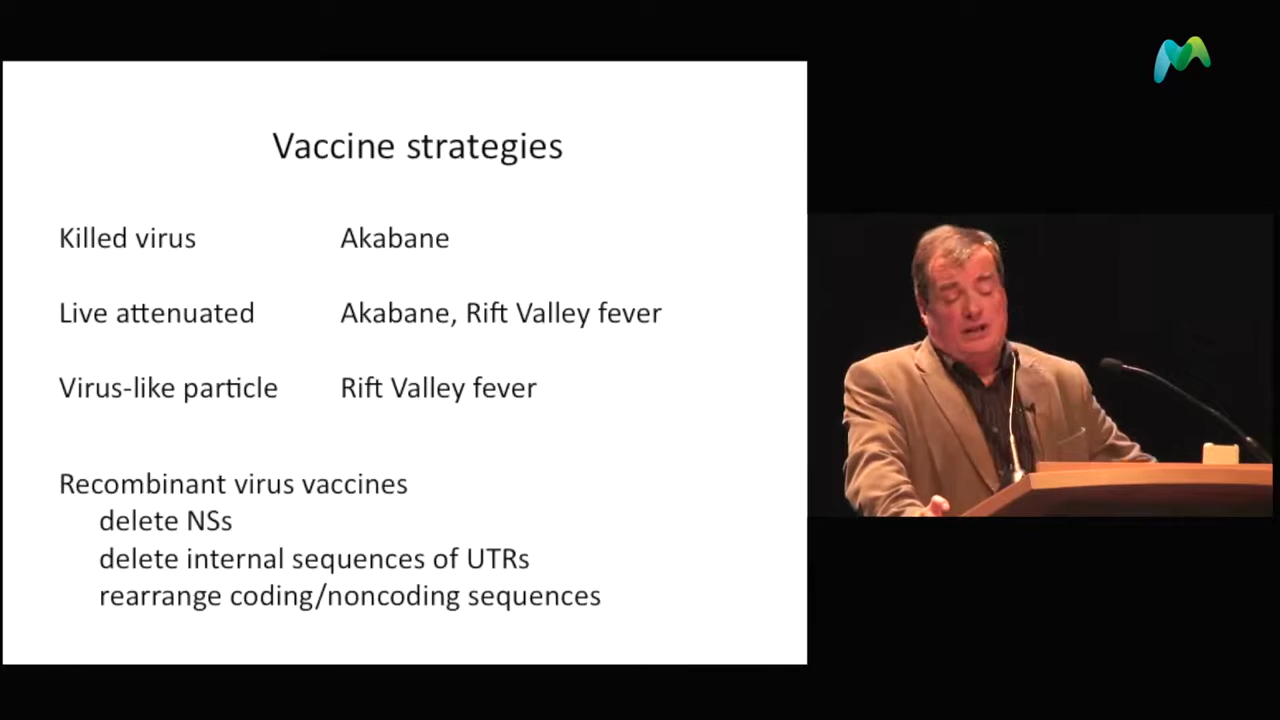 Vaccine strategies
Killed virus Akabane
Live attenuated Akabane, Rift Valley fever
Virus-like particle Rift Valley fever
Recombinant virus vaccines
delete NSs
delete internal sequences of UTRs
rearrange coding/noncoding sequences